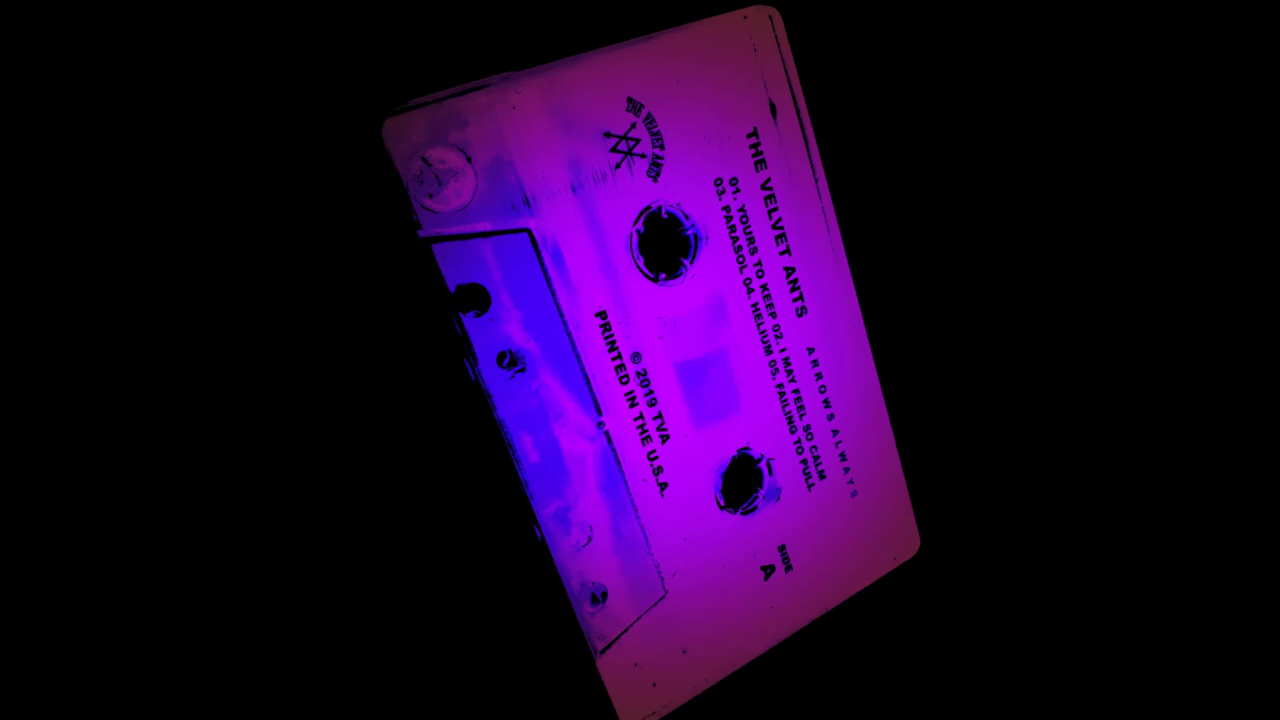 THE VELVET ANTS
ARROWS ALWAYS
01. YOURS TO KEEP 02. I MAY FEEL SO CALM
03. PARASOL 04. HELIUM 05. FAILING TO PULL
THE VELVET ANTS
© 2019 TVA
PRINTED IN THE U.S.A.
SIDE
A